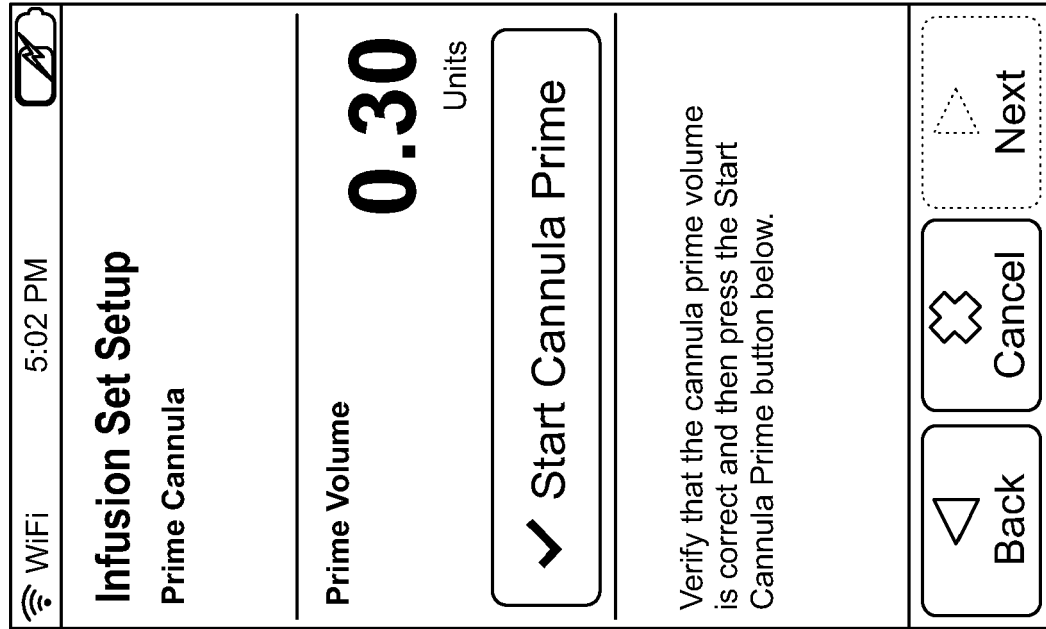 WiFi 5:02 PM
Infusion Set Setup
Prime Cannula
Prime Volume
0.30
Units
Start Cannula Prime
Verify that the cannula prime volume
is correct and then press the Start
Cannula Prime button below.
Back Cancel Next